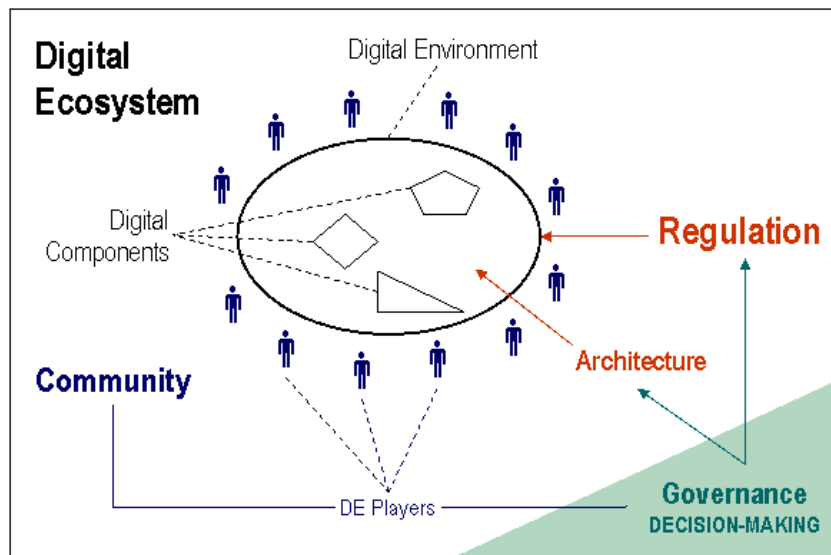 Digital
Ecosystem
Digital Environment
Digital
Components
Regulation
Architecture
Community
DE Players
Governance
DECISION-MAKING